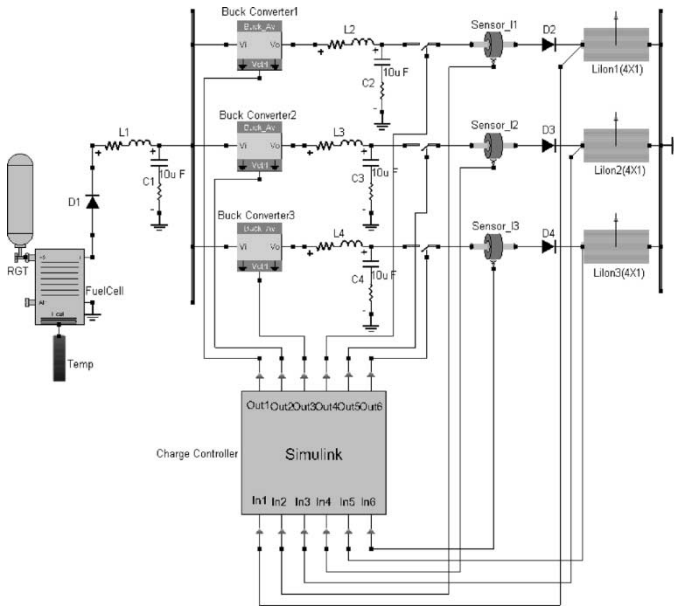 Buck Converter1
Buck_Av
Vi Vo
Vctrl
L2
10u F
C2
Sensor_I1
D2
LiIon1(4X1)
Buck Converter2
Buck_Av
Vi Vo
Vctrl
L1
10u F
C1
L3
10u F
C3
Sensor_I2
D3
LiIon2(4X1)
D1
Buck Converter3
Buck_Av
Vi Vo
Vctrl
L4
10u F
C4
Sensor_I3
D4
LiIon3(4X1)
RGT
FuelCell
Temp
Out1 Out2 Out3 Out4 Out5 Out6
Charge Controller
Simulink
In1 In2 In3 In4 In5 In6